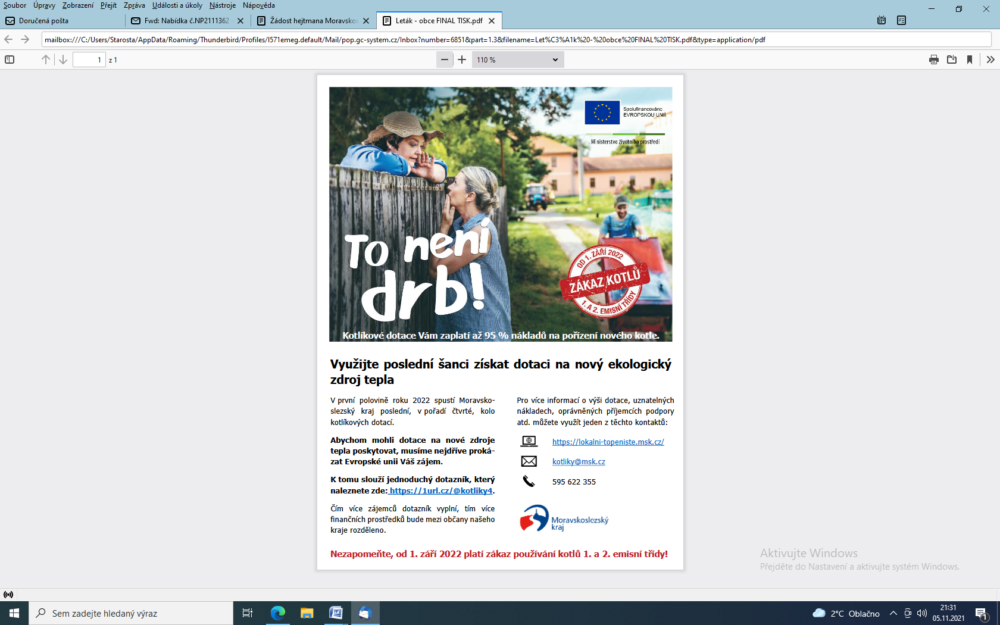 Soubor Úpravy Zobrazení Přejít Zpráva Události a úkoly Nástroje Nápověda
Doručená pošta
Fwd: Nabídka č.NP2111362 -
Žádost hejtmana Moravskos
Leták - obce FINAL TISK.pdf
mailbox:///C:/Users/Starosta/AppData/Roaming/Thunderbird/Profiles/l571emeg.default/Mail/pop.gc-system.cz/Inbox?number=6851&part=1.3&filename=Let%C3%A1k%20-%20obce%20FINAL%20TISK.pdf&type=application/pdf
1 z 1
110 %
Spolufinancováno
EVROPSKOU UNIÍ
Ministerstvo životního prostředí
To není
drb!
OD 1. ZÁŘÍ 2022
ZÁKAZ KOTLŮ
1. A 2. EMISNÍ TŘÍDY
Kotlíkové dotace Vám zaplatí až 95 % nákladů na pořízení nového kotle.
Využijte poslední šanci získat dotaci na nový ekologický
zdroj tepla
V první polovině roku 2022 spustí Moravsko-
slezský kraj poslední, v pořadí čtvrté, kolo
kotlíkových dotací.
Abychom mohli dotace na nové zdroje
tepla poskytovat, musíme nejdříve proká-
zat Evropské unii Váš zájem.
K tomu slouží jednoduchý dotazník, který
naleznete zde: https://1url.cz/@kotliky4.
Čím více zájemců dotazník vyplní, tím více
finančních prostředků bude mezi občany našeho
kraje rozděleno.
Pro více informací o výši dotace, uznatelných
nákladech, oprávněných příjemcích podpory
atd. můžete využít jeden z těchto kontaktů:
https://lokalni-topeniste.msk.cz/
kotliky@msk.cz
595 622 355
Moravskoslezský
kraj
Nezapomeňte, od 1. září 2022 platí zákaz používání kotlů 1. a 2. emisní třídy!
Aktivujte Windows
Přejděte do Nastavení a aktivujte systém Windows.
Sem zadejte hledaný výraz
2°C Oblačno
21:31
05.11.2021
1